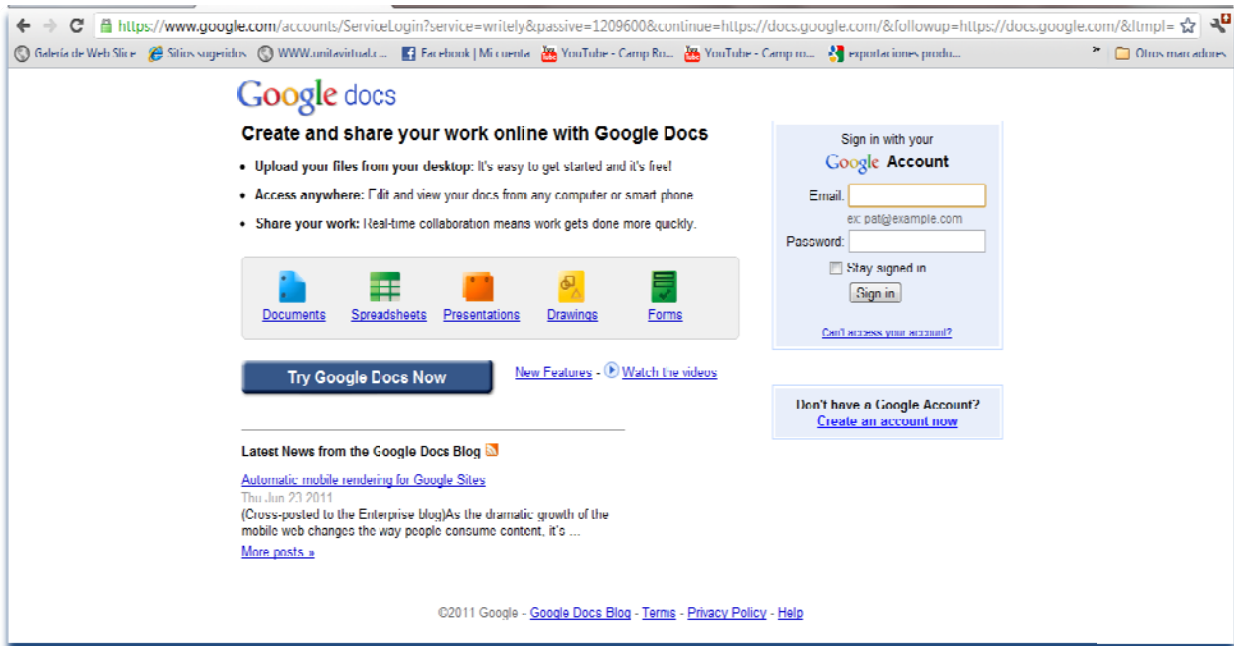 https://www.google.com/accounts/ServiceLogin?service=writely&passive=1209600&continue=https://docs.google.com/&followup=https://docs.google.com/&ltmpl=
Galería de Web Slice Sitios sugeridos WWW.unitavirtual.c... Facebook | Mi cuenta YouTube - Camp Ro... YouTube - Camp ro... exportaciones produ... » Otros marcadores
Google docs
Create and share your work online with Google Docs
• Upload your files from your desktop: It's easy to get started and it's free!
• Access anywhere: Edit and view your docs from any computer or smart phone
• Share your work: Real-time collaboration means work gets done more quickly.
Documents Spreadsheets Presentations Drawings Forms
Try Google Docs Now
New Features - Watch the videos
Latest News from the Google Docs Blog
Automatic mobile rendering for Google Sites
Thu Jun 23 2011
(Cross-posted to the Enterprise blog)As the dramatic growth of the
mobile web changes the way people consume content, it's ...
More posts »
Sign in with your
Google Account
Email:
ex: pat@example.com
Password:
Stay signed in
Sign in
Can't access your account?
Don't have a Google Account?
Create an account now
©2011 Google - Google Docs Blog - Terms - Privacy Policy - Help